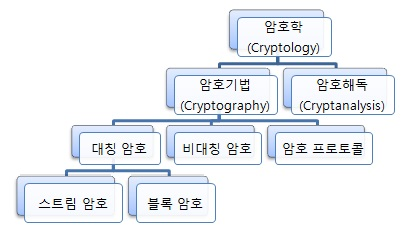 암호학
(Cryptology)
암호기법
(Cryptography)
암호해독
(Cryptanalysis)
대칭 암호
비대칭 암호
암호 프로토콜
스트림 암호
블록 암호